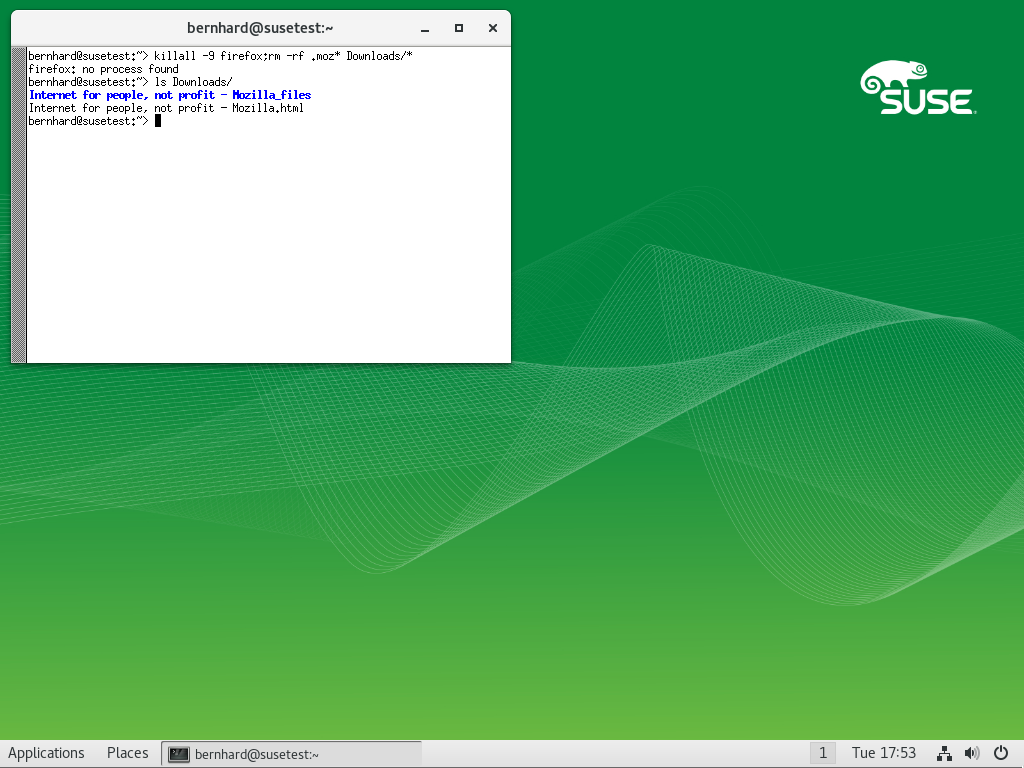 bernhard@susetest:~
bernhard@susetest:~> killall -9 firefox;rm -rf .moz* Downloads/*
firefox: no process found
bernhard@susetest:~> ls Downloads/
Internet for people, not profit - Mozilla_files
Internet for people, not profit - Mozilla.html
bernhard@susetest:~>
SUSE
Applications Places bernhard@susetest:~ 1 Tue 17:53